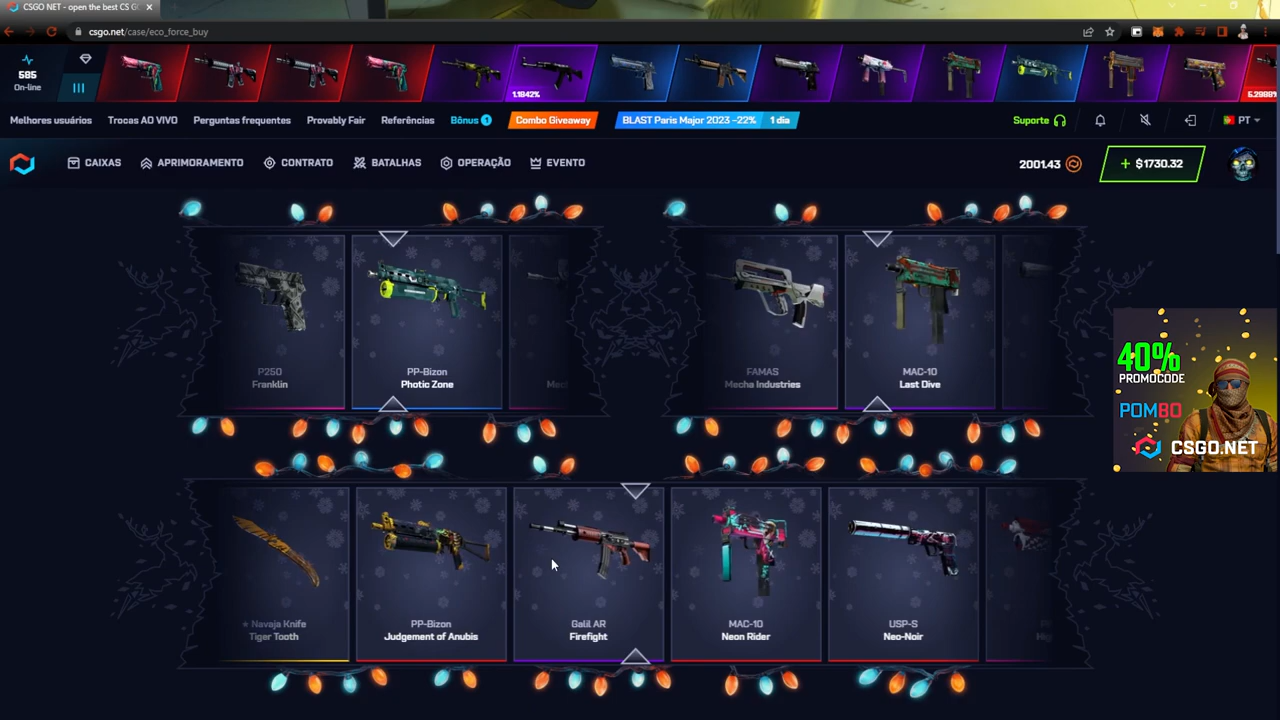 CSGO NET - open the best CS G
csgo.net/case/eco_force_buy
585
On-line
1.1942%
Melhores usuários
Trocas AO VIVO
Perguntas frequentes
Provably Fair
Referências
Bônus 1
Combo Giveaway
BLAST Paris Major 2023 –22% 1 dia
Suporte
PT
CAIXAS
APRIMORAMENTO
CONTRATO
BATALHAS
OPERAÇÃO
EVENTO
2001.43
+ $1730.32
P250
Franklin
PP-Bizon
Photic Zone
FAMAS
Mecha Industries
MAC-10
Last Dive
40%
PROMOCODE
POMBO
CSGO.NET
★ Navaja Knife
Tiger Tooth
PP-Bizon
Judgement of Anubis
Galil AR
Firefight
MAC-10
Neon Rider
USP-S
Neo-Noir